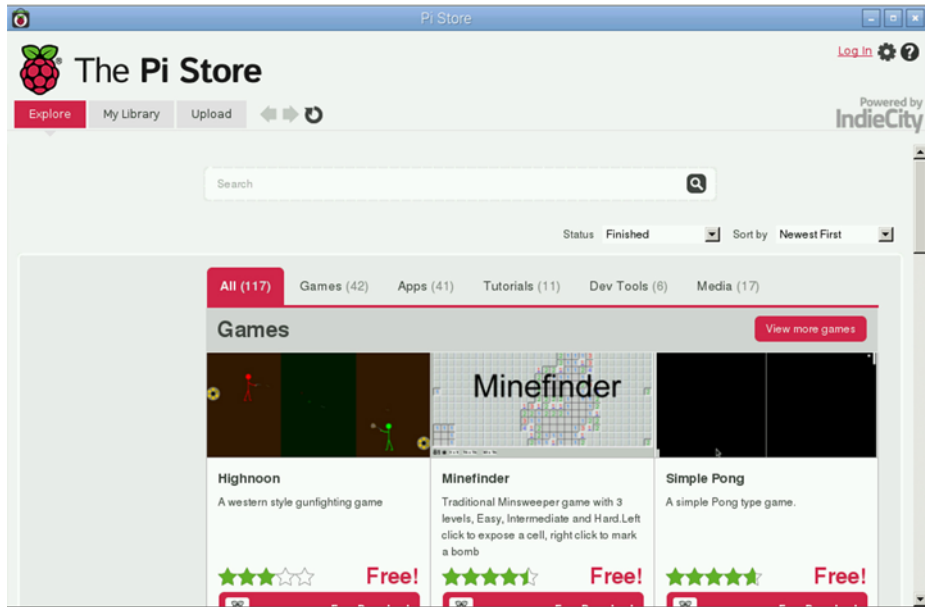 Pi Store
The Pi Store
Log In
Explore
My Library
Upload
Powered by
IndieCity
Search
Status Finished
Sort by Newest First
All (117)
Games (42)
Apps (41)
Tutorials (11)
Dev Tools (6)
Media (17)
Games
View more games
Minefinder
Highnoon
A western style gunfighting game
Free!
Minefinder
Traditional Minsweeper game with 3
levels, Easy, Intermediate and Hard.Left
click to expose a cell, right click to mark
a bomb
Free!
Simple Pong
A simple Pong type game.
Free!